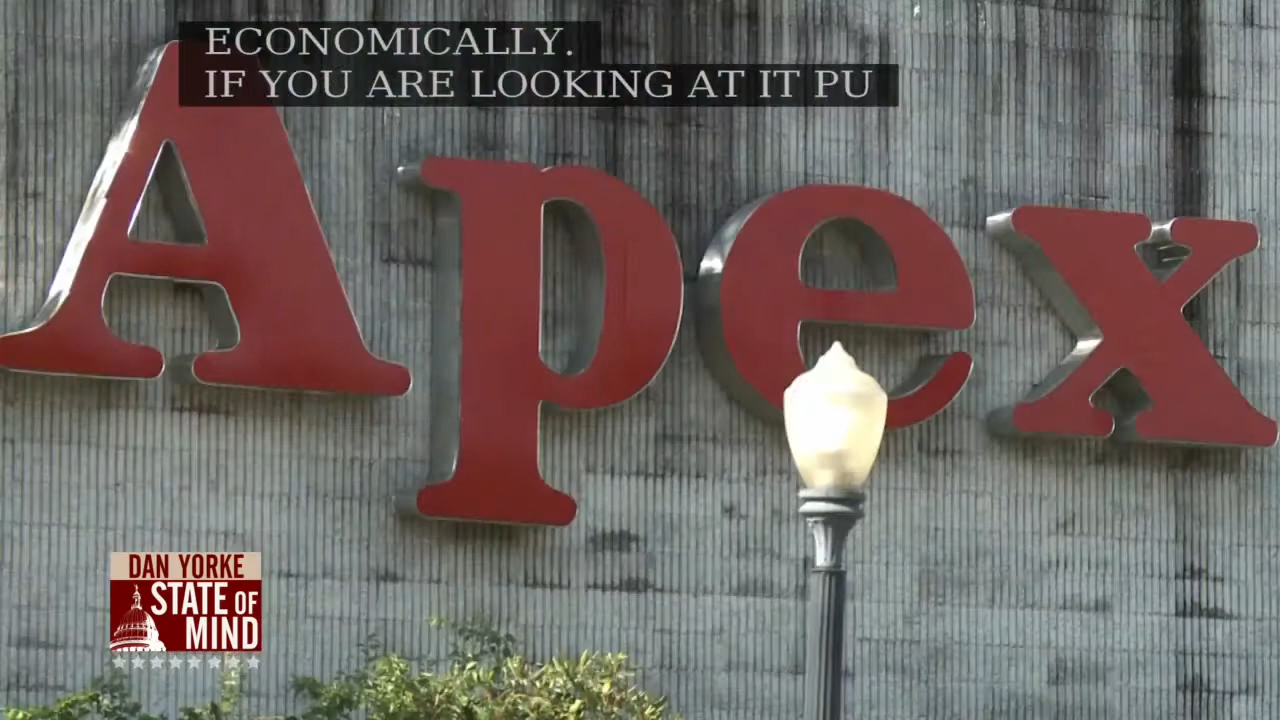 ECONOMICALLY.
IF YOU ARE LOOKING AT IT PU
Apex
DAN YORKE
STATE OF
MIND